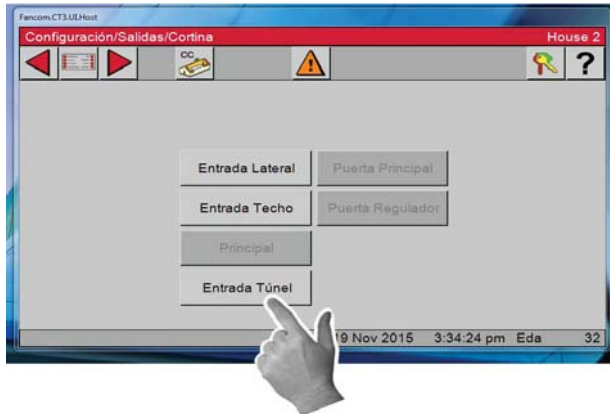 Fancom.CT3.UI.Host
Configuración/Salidas/Cortina House 2
CC
?
Entrada Lateral Puerta Principal
Entrada Techo Puerta Regulador
Principal
Entrada Túnel
19 Nov 2015 3:34:24 pm Eda 32